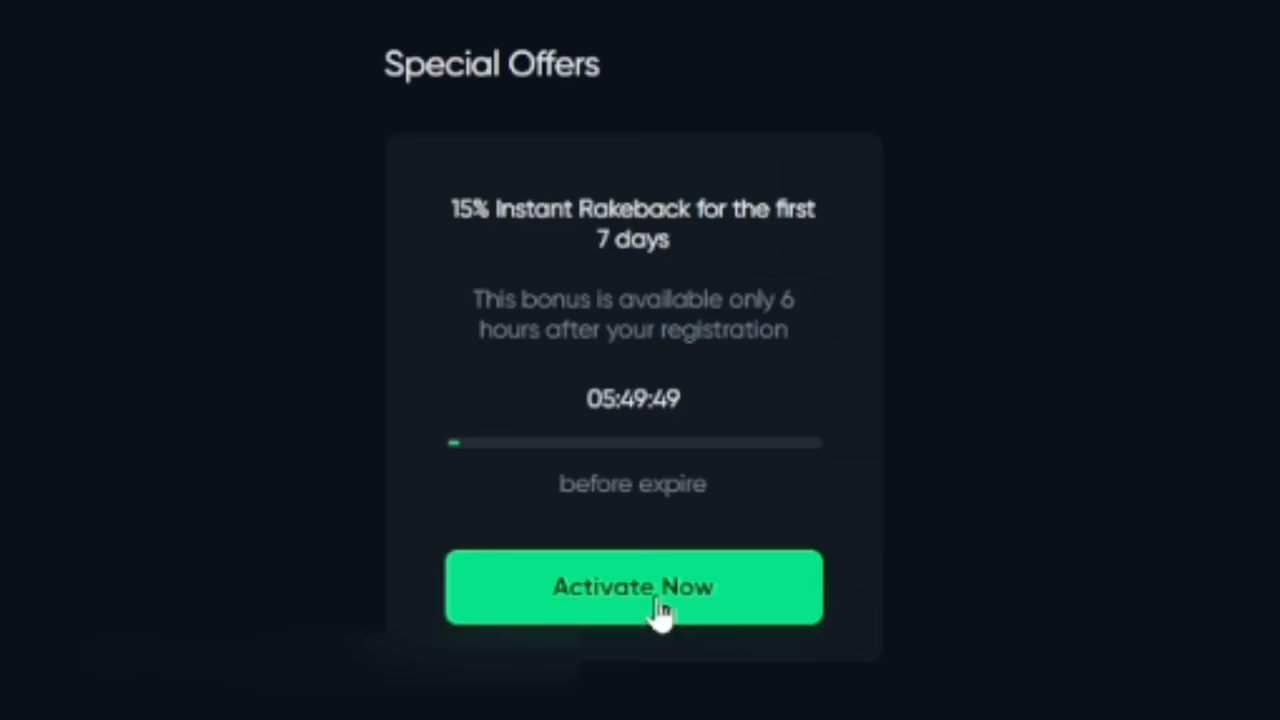 Special Offers
15% Instant Rakeback for the first
7 days
This bonus is available only 6
hours after your registration
05:49:49
before expire
Activate Now